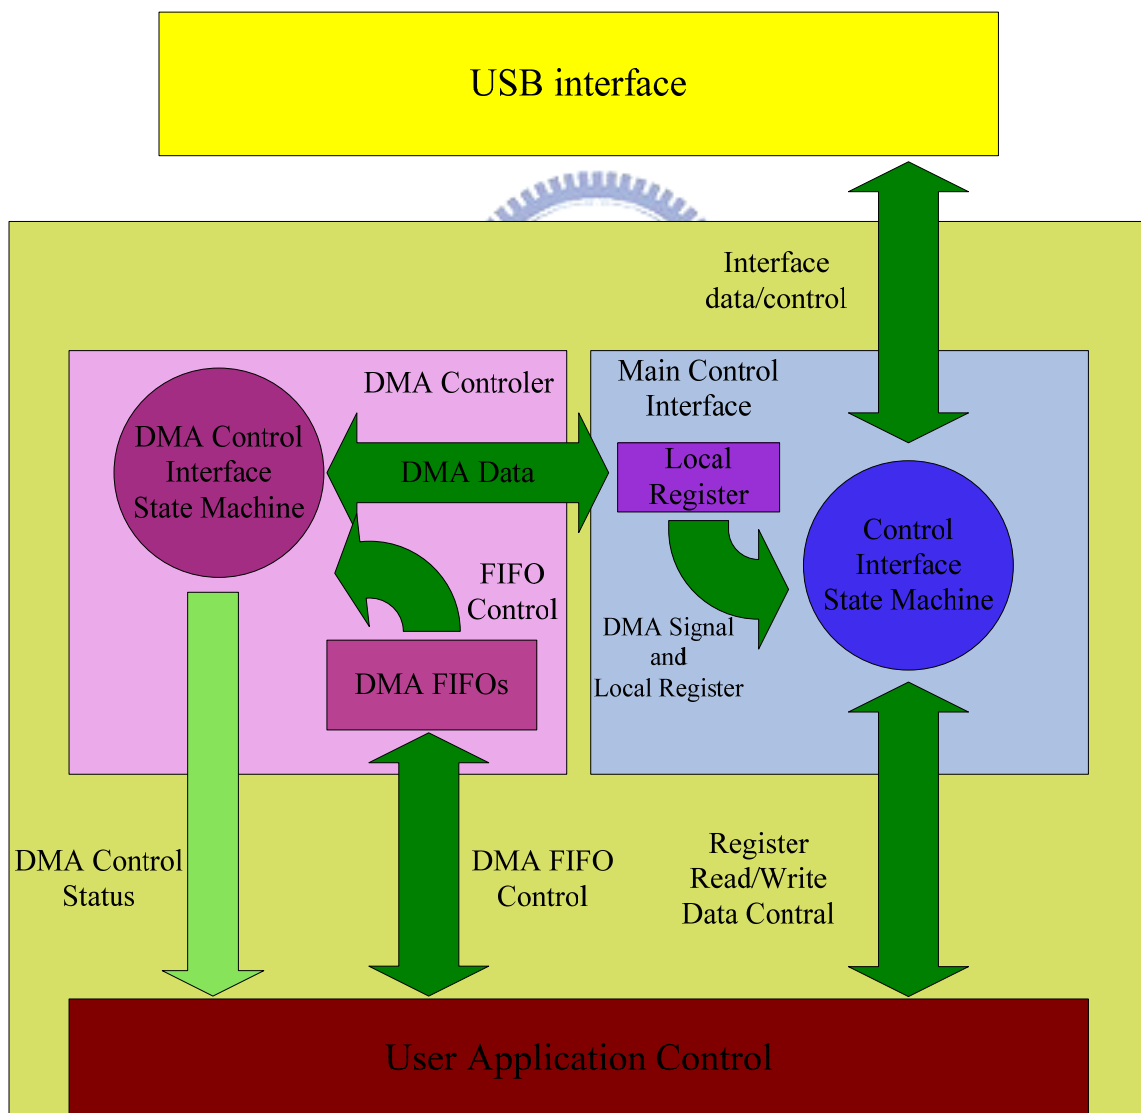 USB interface
Interface
data/control
DMA Controler
Main Control
Interface
DMA Control
Interface
State Machine
DMA Data
Local
Register
Control
Interface
State Machine
FIFO
Control
DMA Signal
and
Local Register
DMA FIFOs
DMA Control
Status
DMA FIFO
Control
Register
Read/Write
Data Contral
User Application Control